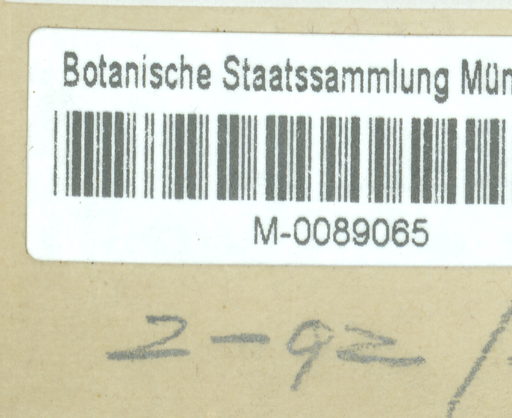 Botanische Staatssammlung Mün
M-0089065
2-92 /